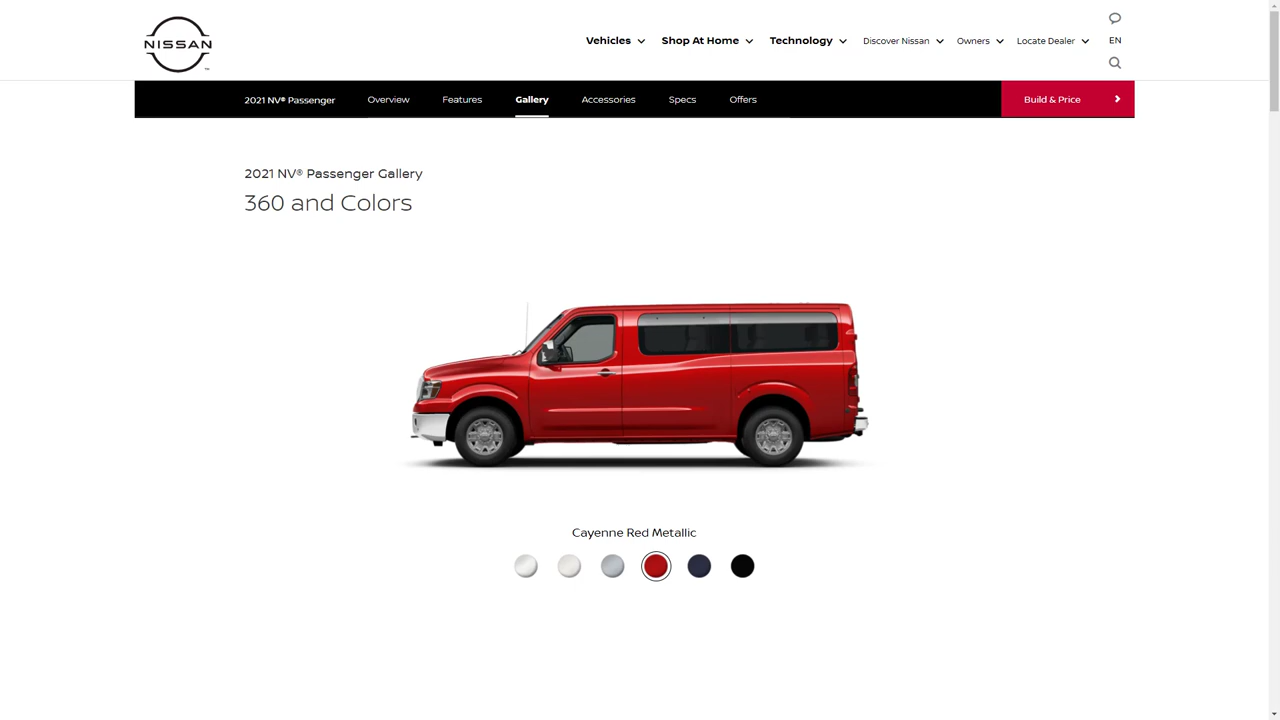 NISSAN
Vehicles
Shop At Home
Technology
Discover Nissan
Owners
Locate Dealer
EN
2021 NV® Passenger
Overview
Features
Gallery
Accessories
Specs
Offers
Build & Price
2021 NV® Passenger Gallery
360 and Colors
Cayenne Red Metallic